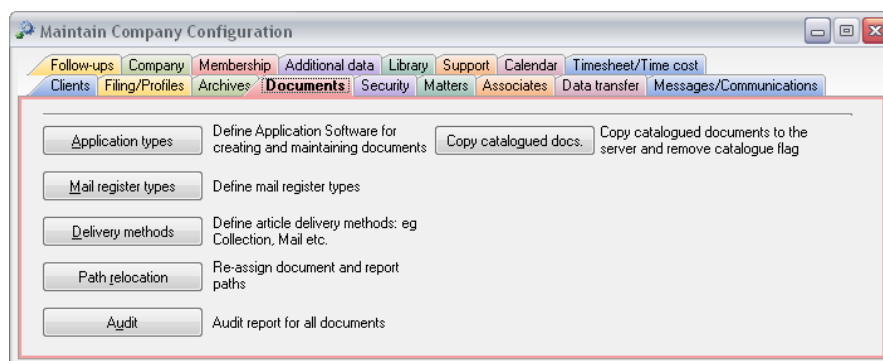 Maintain Company Configuration
Follow-ups Company Membership Additional data Library Support Calendar Timesheet/Time cost
Clients Filing/Profiles Archives Documents Security Matters Associates Data transfer Messages/Communications
Application types
Define Application Software for
creating and maintaining documents
Copy catalogued docs.
Copy catalogued documents to the
server and remove catalogue flag
Mail register types
Define mail register types
Delivery methods
Define article delivery methods: eg
Collection, Mail etc.
Path relocation
Re-assign document and report
paths
Audit
Audit report for all documents